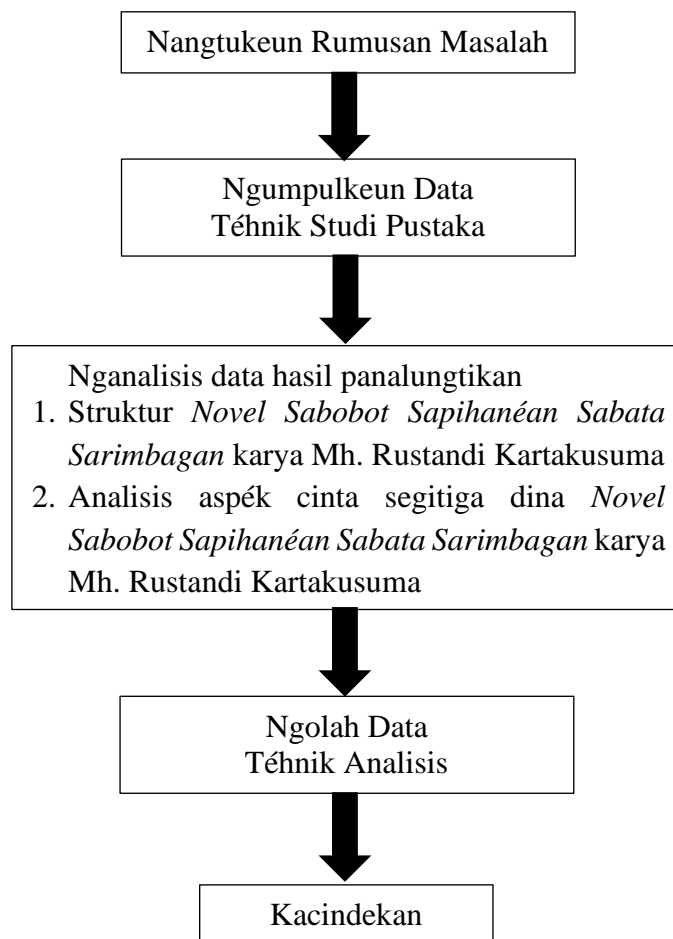 Nangtukeun Rumusan Masalah
Ngumpulkeun Data
Téhnik Studi Pustaka
Nganalisis data hasil panalungtikan
1. Struktur Novel Sabobot Sapihanéan Sabata
Sarimbagan karya Mh. Rustandi Kartakusuma
2. Analisis aspék cinta segitiga dina Novel
Sabobot Sapihanéan Sabata Sarimbagan karya
Mh. Rustandi Kartakusuma
Ngolah Data
Téhnik Analisis
Kacindekan